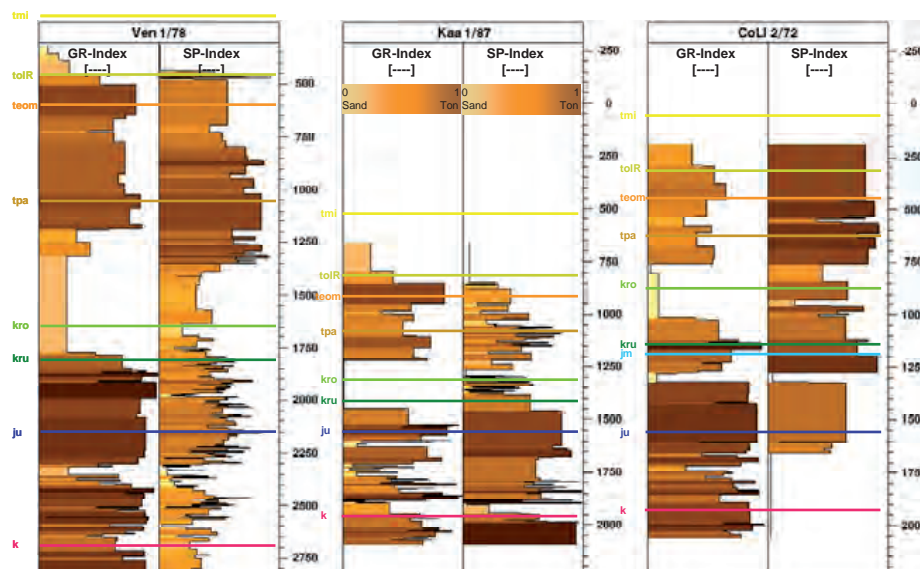 tmi
Ven 1/78
Kaa 1/87
CoLI 2/72
GR-Index
[----]
SP-Index
[----]
GR-Index
[----]
SP-Index
[----]
GR-Index
[----]
SP-Index
[----]
0 1
Sand Ton
0 1
Sand Ton
tolR
teom
tpa
kro
kru
ju
k
500
750
1000
1250
1500
1750
2000
2250
2500
2750
tmi
tolR
teom
tpa
kro
kru
ju
k
-250
0
250
500
750
1000
1250
1500
1750
2000
tmi
tolR
teom
tpa
kro
kru
jm
ju
k
-250
0
250
500
750
1000
1250
1500
1750